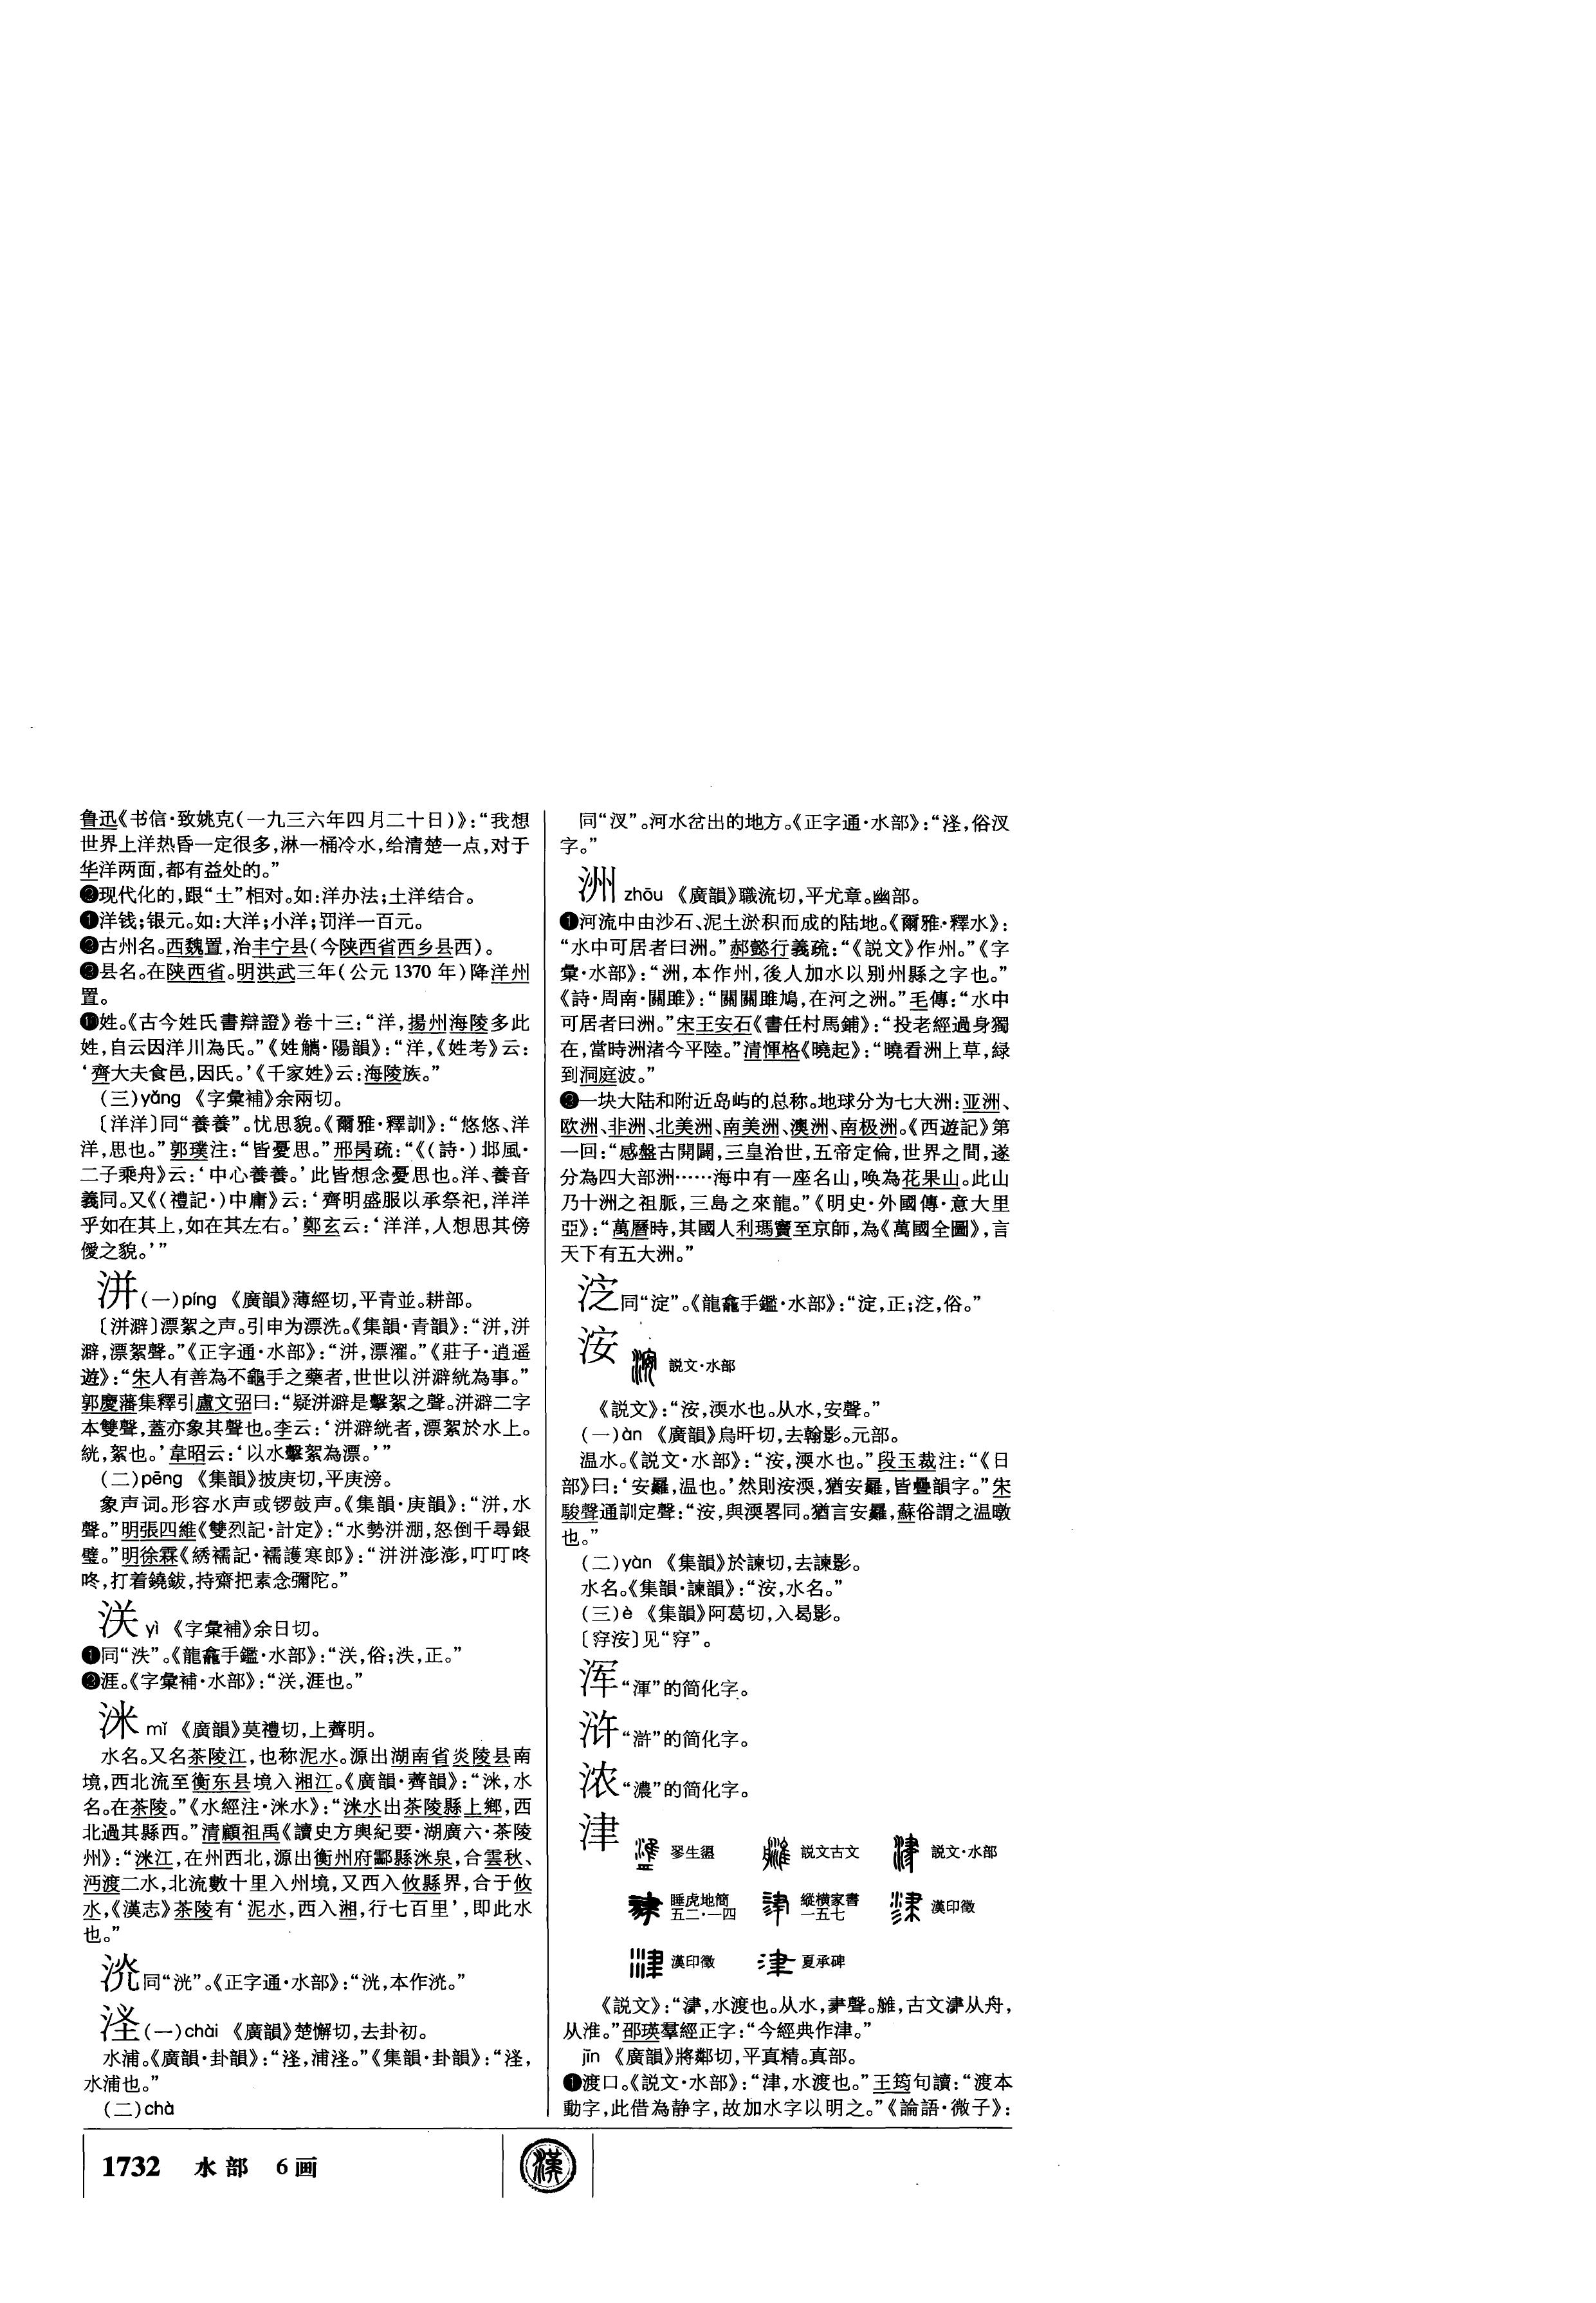 鲁迅《书信·致姚克(一九三六年四月二十日)》:“我想
世界上洋热昏一定很多,淋一桶冷水,给清楚一点,对于
华洋两面,都有益处的。”
现代化的,跟“土”相对。如:洋办法;土洋结合。
洋钱;银元。如:大洋;小洋;罚洋一百元。
古州名。西魏置,治丰宁县(今陕西省西乡县西)。
县名。在陕西省。明洪武三年(公元1370年)降洋州
置。
姓。《古今姓氏書辯證》卷十三:“洋,揚州海陵多此
姓,自云因洋川為氏。”《姓觿·陽韻》:“洋,《姓考》云:
‘齊大夫食邑,因氏。’《千家姓》云:海陵族。”
(三)yǎng 《字彙補》余兩切。
〔洋洋〕同“養養”。忧思貌。《爾雅·釋訓》:“悠悠、洋
洋,思也。”郭璞注:“皆憂思。”邢昺疏:“《(詩·)邶風·
二子乘舟》云:‘中心養養。’此皆想念憂思也。洋、養音
義同。又《(禮記·)中庸》云:‘齊明盛服以承祭祀,洋洋
乎如在其上,如在其左右。’鄭玄云:‘洋洋,人想思其傍
僾之貌。’”
洴(一)píng 《廣韻》薄經切,平青並。耕部。
〔洴澼〕漂絮之声。引申为漂洗。《集韻·青韻》:“洴,洴
澼,漂絮聲。”《正字通·水部》:“洴,漂濯。”《莊子·逍遥
遊》:“朱人有善為不龜手之藥者,世世以洴澼絖為事。”
郭慶藩集釋引盧文弨曰:“疑洴澼是擊絮之聲。洴澼二字
本雙聲,蓋亦象其聲也。李云:‘洴澼絖者,漂絮於水上。
絖,絮也。’韋昭云:‘以水擊絮為漂。’”
(二)pēng 《集韻》披庚切,平庚滂。
象声词。形容水声或锣鼓声。《集韻·庚韻》:“洴,水
聲。”明張四維《雙烈記·計定》:“水勢洴淜,怒倒千尋銀
璧。”明徐霖《綉襦記·襦護寒郎》:“洴洴澎澎,叮叮咚
咚,打着鐃鈸,持齋把素念彌陀。”
浂 yì 《字彙補》余日切。
❶同“泆”。《龍龕手鑑·水部》:“浂,俗;泆,正。”
❷涯。《字彙補·水部》:“浂,涯也。”
洣 mǐ 《廣韻》莫禮切,上薺明。
水名。又名茶陵江,也称泥水。源出湖南省炎陵县南
境,西北流至衡东县境入湘江。《廣韻·薺韻》:“洣,水
名。在茶陵。”《水經注·洣水》:“洣水出茶陵縣上鄉,西
北過其縣西。”清顧祖禹《讀史方輿紀要·湖廣六·茶陵
州》:“洣江,在州西北,源出衡州府酃縣洣泉,合雲秋、
沔渡二水,北流數十里入州境,又西入攸縣界,合于攸
水,《漢志》茶陵有‘泥水,西入湘,行七百里’,即此水
也。”
同“洸”。《正字通·水部》:“洸,本作。”
(一)chài 《廣韻》楚懈切,去卦初。
水浦。《廣韻·卦韻》:“,浦。”《集韻·卦韻》:“,
水浦也。”
(二)chà
同“汊”。河水岔出的地方。《正字通·水部》:“,俗汊
字。”
洲 zhōu 《廣韻》職流切,平尤章。幽部。
❶河流中由沙石、泥土淤积而成的陆地。《爾雅·釋水》:
“水中可居者曰洲。”郝懿行義疏:“《説文》作州。”《字
彙·水部》:“洲,本作州,後人加水以别州縣之字也。”
《詩·周南·關雎》:“關關雎鳩,在河之洲。”毛傳:“水中
可居者曰洲。”宋王安石《書任村馬鋪》:“投老經過身獨
在,當時洲渚今平陸。”清惲格《曉起》:“曉看洲上草,緑
到洞庭波。”
❷一块大陆和附近岛屿的总称。地球分为七大洲:亚洲、
欧洲、非洲、北美洲、南美洲、澳洲、南极洲。《西遊記》第
一回:“感盤古開闢,三皇治世,五帝定倫,世界之間,遂
分為四大部洲……海中有一座名山,唤為花果山。此山
乃十洲之祖脈,三島之來龍。”《明史·外國傳·意大里
亞》:“萬曆時,其國人利瑪竇至京師,為《萬國全圖》,言
天下有五大洲。”
同“淀”。《龍龕手鑑·水部》:“淀,正;,俗。”
洝 説文·水部
《説文》:“洝,渜水也。从水,安聲。”
(一)àn 《廣韻》烏旰切,去翰影。元部。
温水。《説文·水部》:“洝,渜水也。”段玉裁注:“《日
部》曰:‘安㬮,温也。’然則洝渜,猶安㬮,皆疊韻字。”朱
駿聲通訓定聲:“洝,與渜畧同。猶言安㬮,蘇俗謂之温暾
也。”
(二)yàn 《集韻》於諫切,去諫影。
水名。《集韻·諫韻》:“洝,水名。”
(三)è 《集韻》阿葛切,入曷影。
〔窏洝〕见“窏”。
浑“渾”的简化字。
浒“滸”的简化字。
浓“濃”的简化字。
津 翏生盨 説文古文 説文·水部
睡虎地簡五二·一四 縱横家書一五七 漢印徵
漢印徵 夏承碑
《説文》:“津,水渡也。从水,𦘔聲。,古文津从舟,
从淮。”邵瑛羣經正字:“今經典作津。”
jīn 《廣韻》將鄰切,平真精。真部。
❶渡口。《説文·水部》:“津,水渡也。”王筠句讀:“渡本
動字,此借為静字,故加水字以明之。”《論語·微子》:
1732 水部 6画
漢